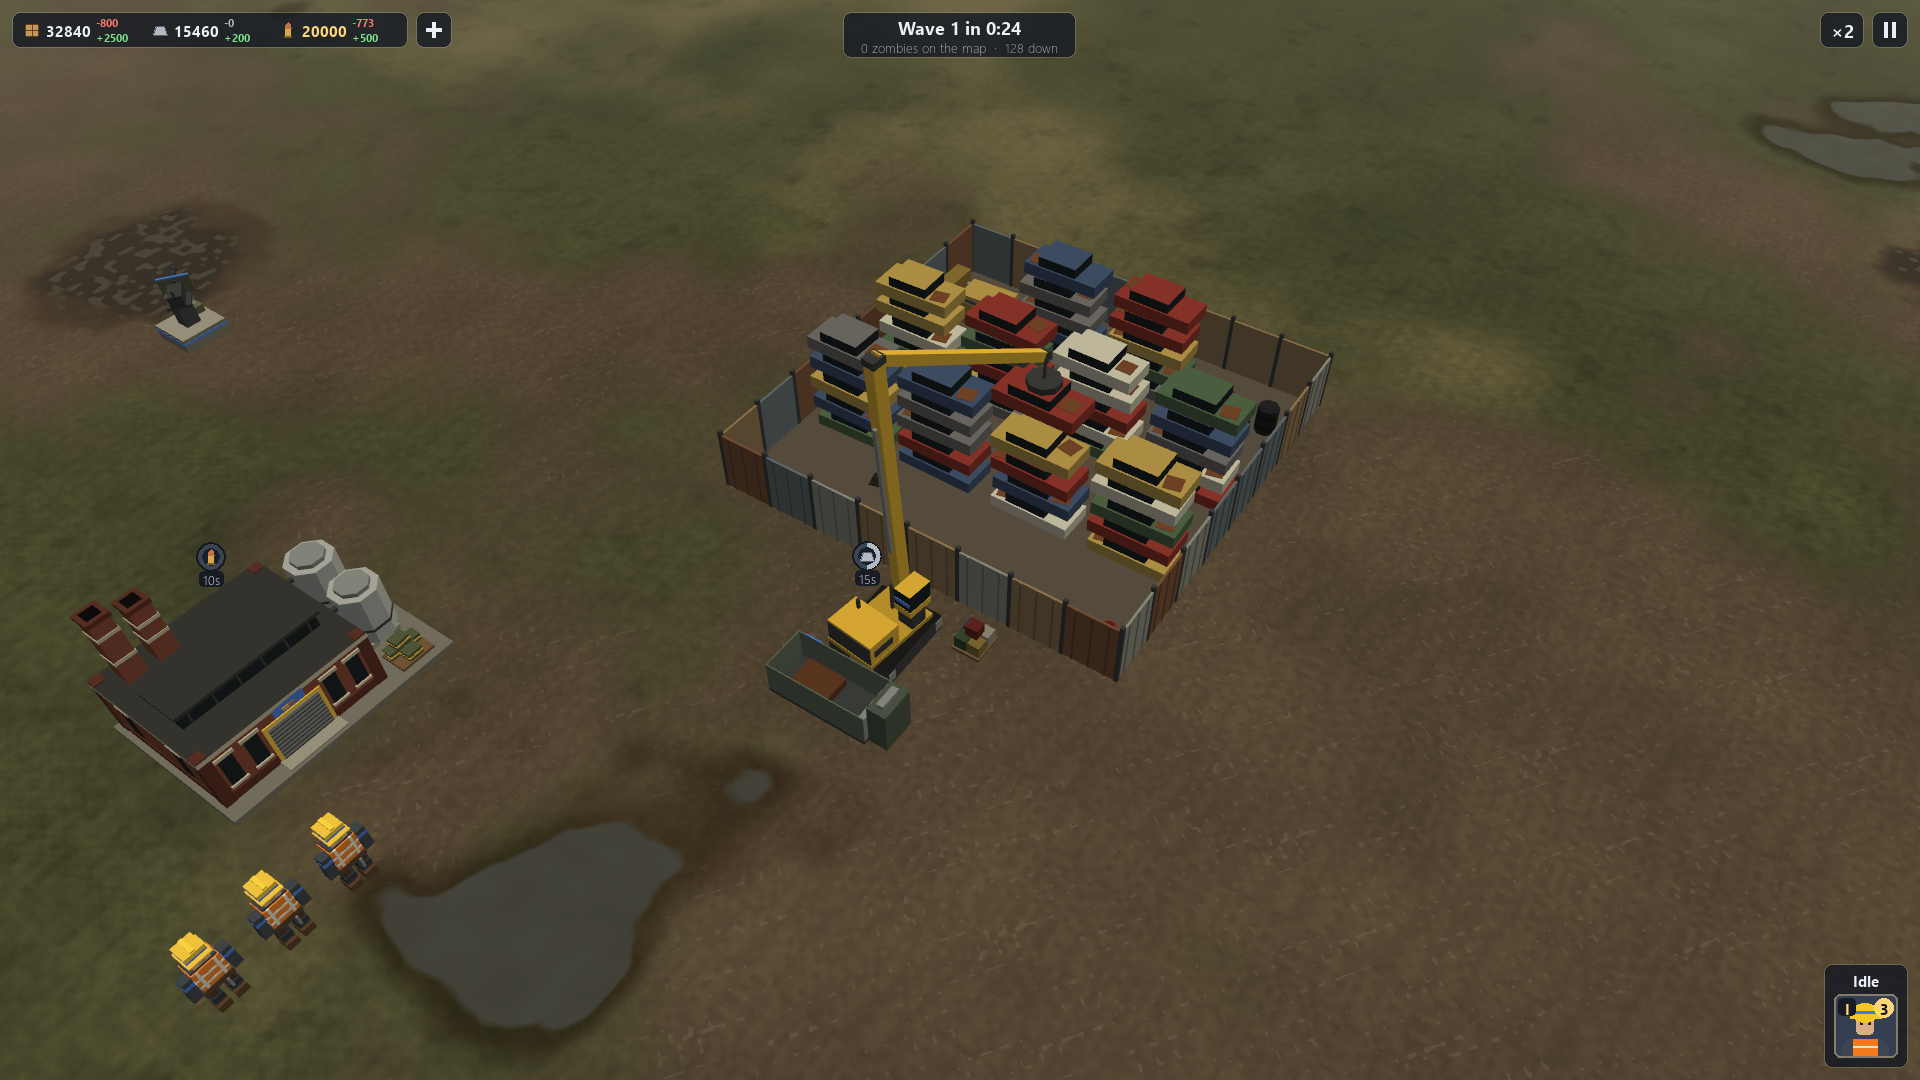 32840 -800 +2500 15460 -0 +200 20000 -773 +500
Wave 1 in 0:24
0 zombies on the map · 128 down
×2
10s
15s
Idle
I 3